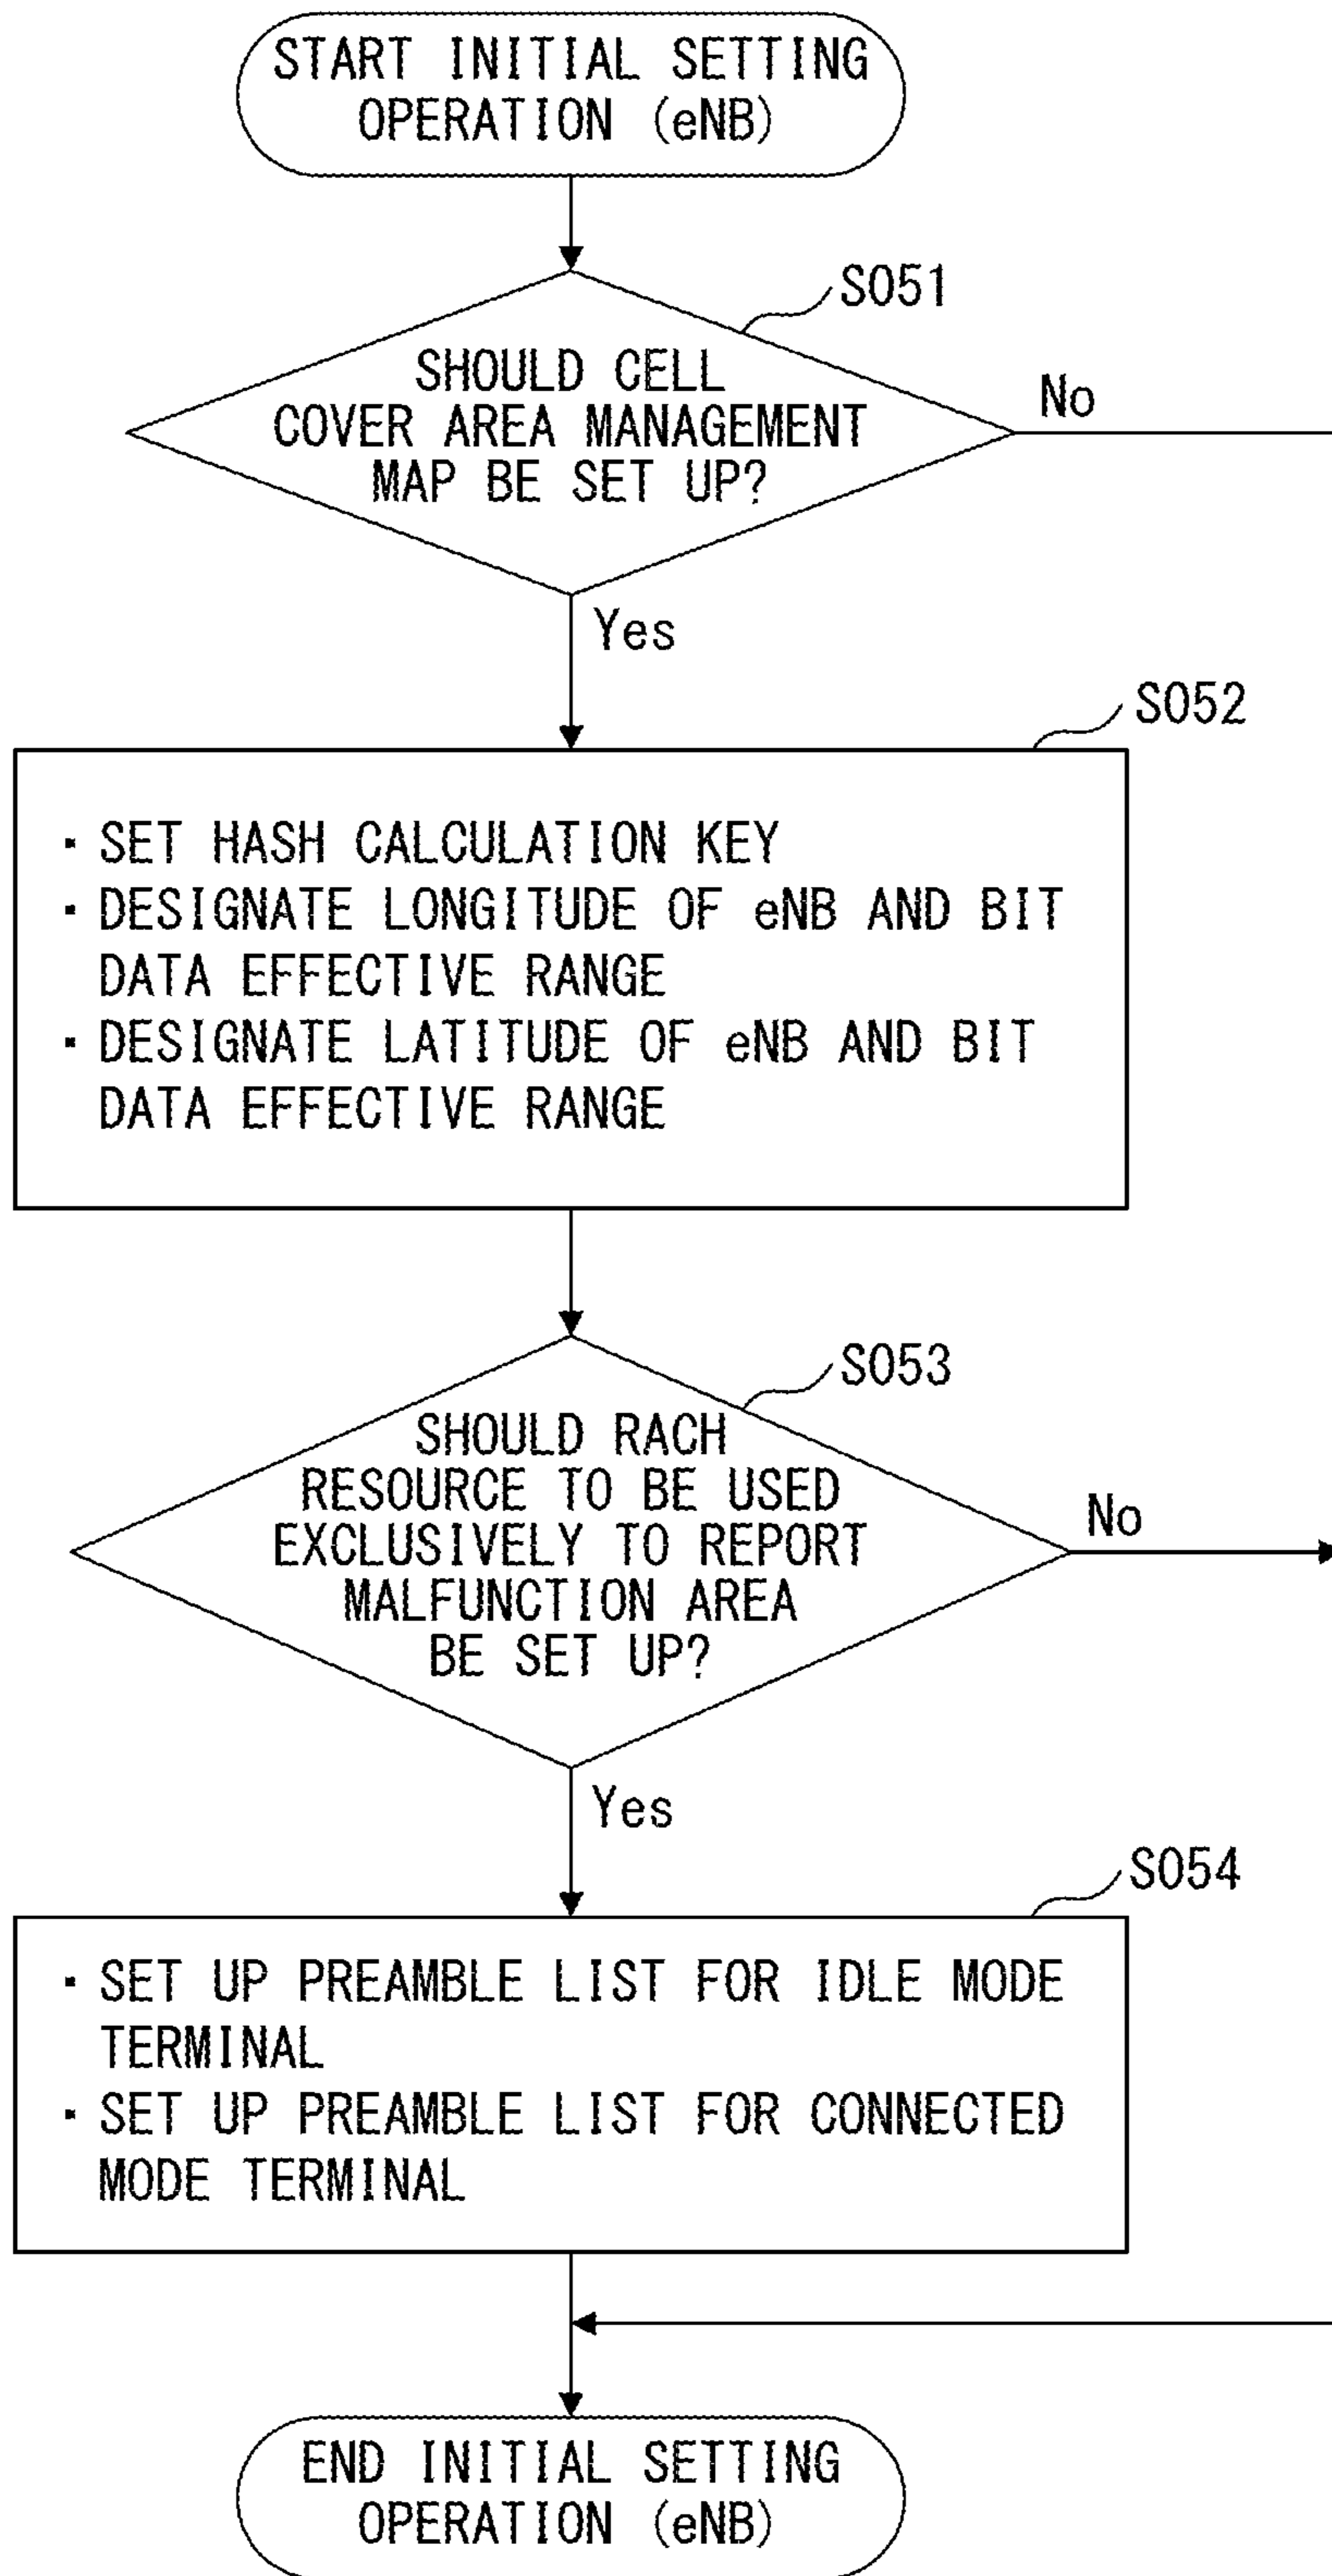 START INITIAL SETTING
OPERATION (eNB)
S051
SHOULD CELL
COVER AREA MANAGEMENT
MAP BE SET UP?
No
Yes
S052
・SET HASH CALCULATION KEY
・DESIGNATE LONGITUDE OF eNB AND BIT
DATA EFFECTIVE RANGE
・DESIGNATE LATITUDE OF eNB AND BIT
DATA EFFECTIVE RANGE
S053
SHOULD RACH
RESOURCE TO BE USED
EXCLUSIVELY TO REPORT
MALFUNCTION AREA
BE SET UP?
No
Yes
S054
・SET UP PREAMBLE LIST FOR IDLE MODE
TERMINAL
・SET UP PREAMBLE LIST FOR CONNECTED
MODE TERMINAL
END INITIAL SETTING
OPERATION (eNB)